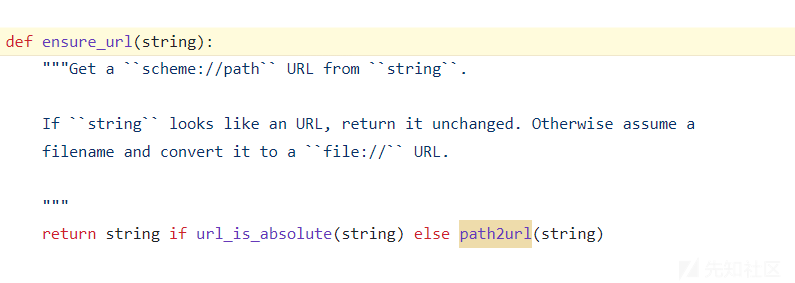 def ensure_url(string):
"""Get a ``scheme://path`` URL from ``string``.
If ``string`` looks like an URL, return it unchanged. Otherwise assume a
filename and convert it to a ``file://`` URL.
"""
return string if url_is_absolute(string) else path2url(string)
先知社区